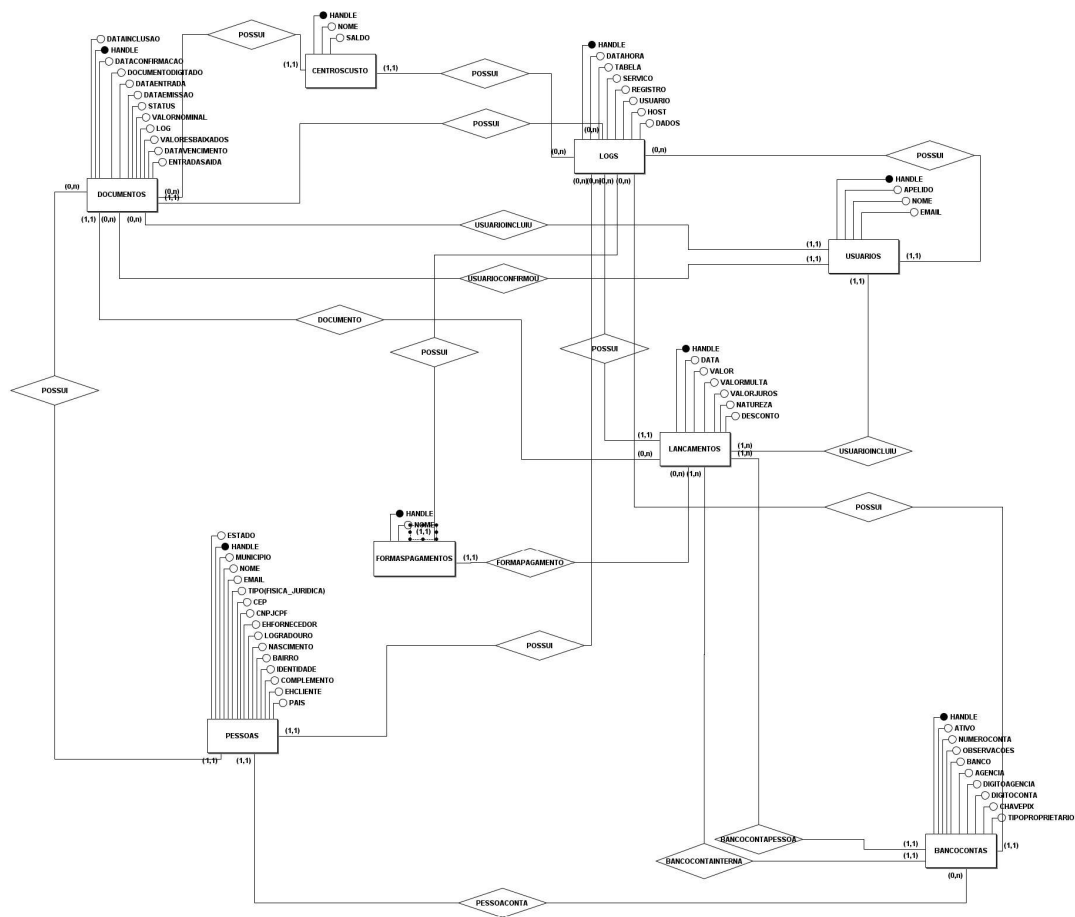 HANDLE
NOME
SALDO
CENTROSCUSTO
POSSUI
(1,1)
(1,1)
POSSUI
DATAINCLUSAO
HANDLE
DATACONFIRMACAO
DOCUMENTODIGITADO
DATAENTRADA
DATAEMISSAO
STATUS
VALORNOMINAL
LOG
VALORESBAIXADOS
DATAVENCIMENTO
ENTRADASAIDA
DOCUMENTOS
(0,n)
(0,n)
(1,1)
(1,1)
(0,n)
(0,n)
POSSUI
HANDLE
DATAHORA
TABELA
SERVICO
REGISTRO
USUARIO
HOST
DADOS
LOGS
(0,n)
(0,n)
(0,n)
(0,n)
(0,n)
(0,n)
(0,n)
POSSUI
HANDLE
APELIDO
NOME
EMAIL
USUARIOS
(1,1)
(1,1)
(1,1)
(1,1)
USUARIOINCLUIU
USUARIOCONFIRMOU
DOCUMENTO
POSSUI
POSSUI
POSSUI
HANDLE
DATA
VALOR
VALORMULTA
VALORJUROS
NATUREZA
DESCONTO
LANCAMENTOS
(1,1)
(0,n)
(0,n)
(1,n)
(1,n)
(1,n)
USUARIOINCLUIU
POSSUI
HANDLE
NOME
(1,1)
FORMASPAGAMENTOS
(1,1)
FORMAPAGAMENTO
ESTADO
HANDLE
MUNICIPIO
NOME
EMAIL
TIPO(FISICA_JURIDICA)
CEP
CNPJCPF
EHFORNECEDOR
LOGRADOURO
NASCIMENTO
BAIRRO
IDENTIDADE
COMPLEMENTO
EHCLIENTE
PAIS
PESSOAS
(1,1)
(1,1)
(1,1)
POSSUI
HANDLE
ATIVO
NUMEROCONTA
OBSERVACOES
BANCO
AGENCIA
DIGITOAGENCIA
DIGITOCONTA
CHAVEPIX
TIPOPROPRIETARIO
BANCOCONTAS
(1,1)
(1,1)
(1,1)
(0,n)
BANCOCONTAPESSOA
BANCOCONTAINTERNA
PESSOACONTA